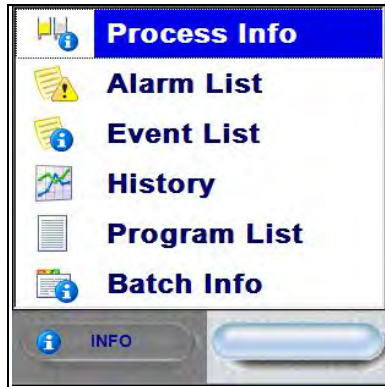 Process Info
Alarm List
Event List
History
Program List
Batch Info
INFO